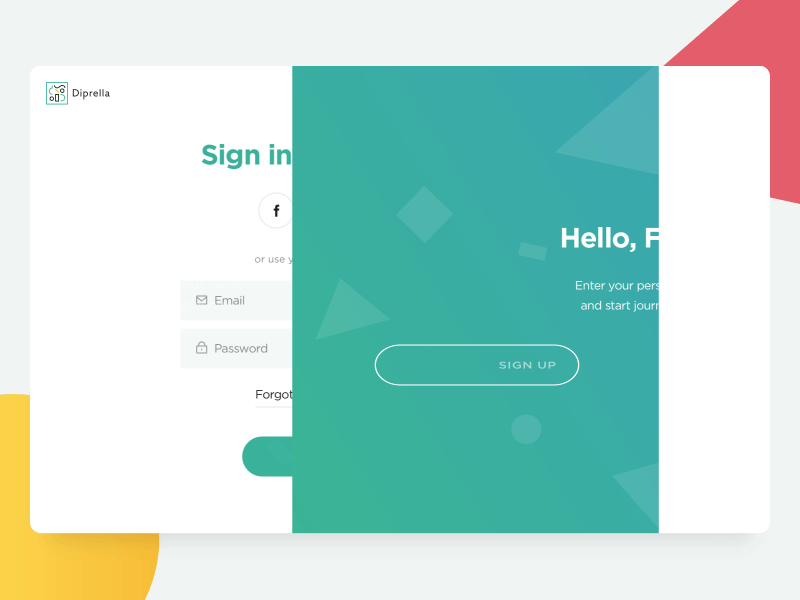 Diprella
Sign in
f
or use y
Email
Password
Forgot
Hello, F
Enter your pers
and start journ
SIGN UP